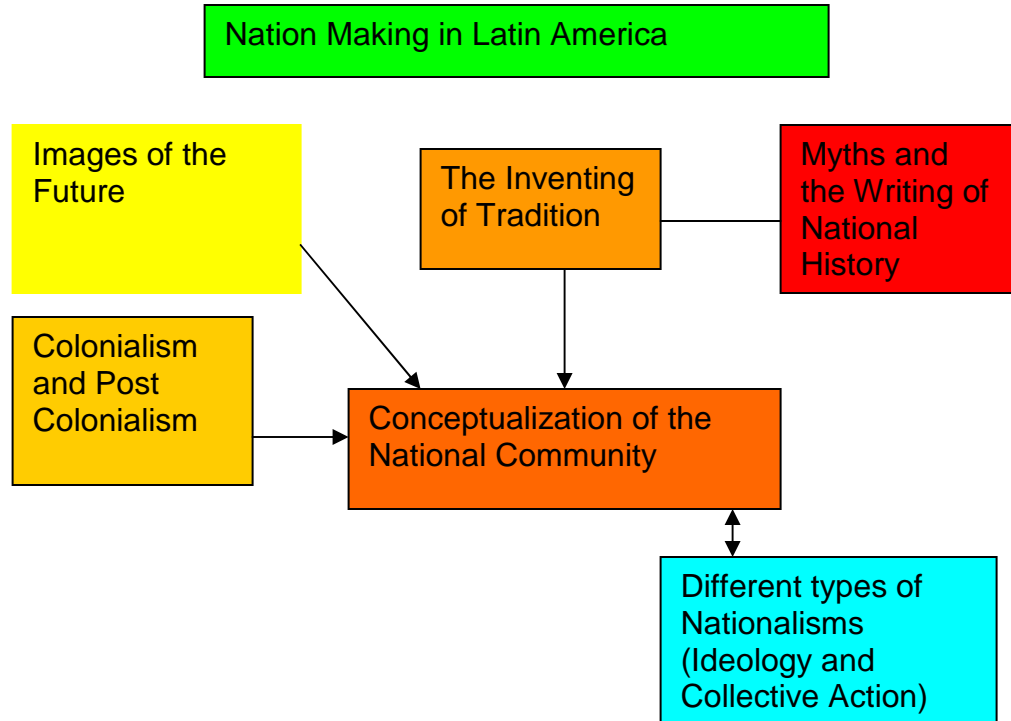 Nation Making in Latin America
Images of the
Future
The Inventing
of Tradition
Myths and
the Writing of
National
History
Colonialism
and Post
Colonialism
Conceptualization of the
National Community
Different types of
Nationalisms
(Ideology and
Collective Action)